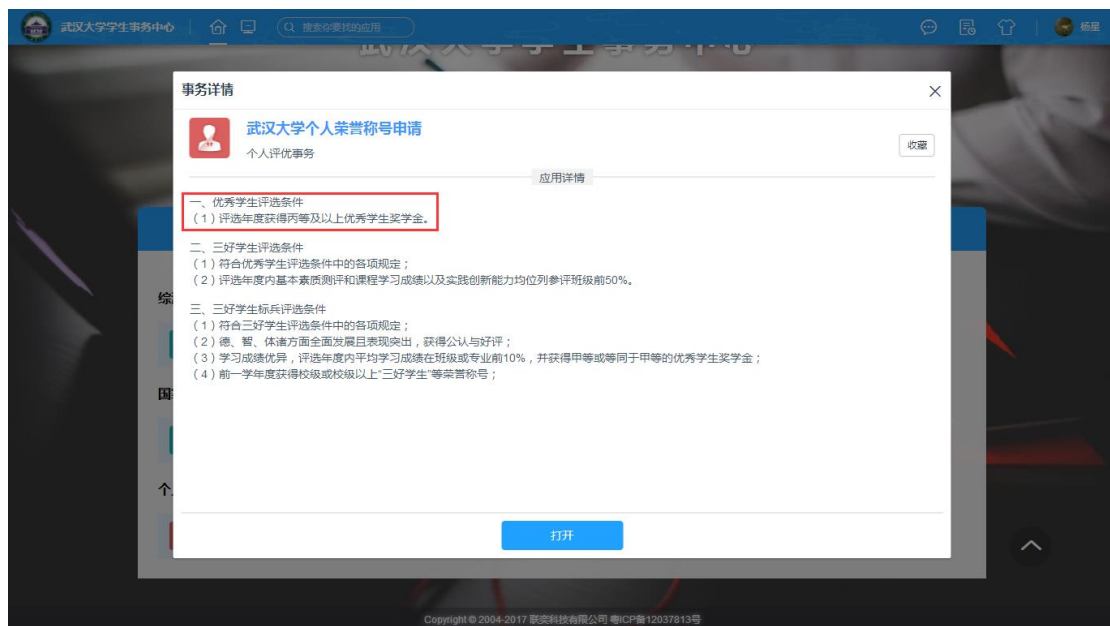 武汉大学学生事务中心
搜索你要找的应用
杨星
武汉大学学生事务中心
事务详情
武汉大学个人荣誉称号申请
个人评优事务
收藏
应用详情
一、优秀学生评选条件
（1）评选年度获得丙等及以上优秀学生奖学金。
二、三好学生评选条件
（1）符合优秀学生评选条件中的各项规定；
（2）评选年度内基本素质测评和课程学习成绩以及实践创新能力均位列参评班级前50%。
三、三好学生标兵评选条件
（1）符合三好学生评选条件中的各项规定；
（2）德、智、体诸方面全面发展且表现突出，获得公认与好评；
（3）学习成绩优异，评选年度内平均学习成绩在班级或专业前10%，并获得甲等或等同于甲等的优秀学生奖学金；
（4）前一学年度获得校级或校级以上“三好学生”等荣誉称号；
综
国
个
打开
Copyright © 2004-2017 联奕科技有限公司 粤ICP备12037813号